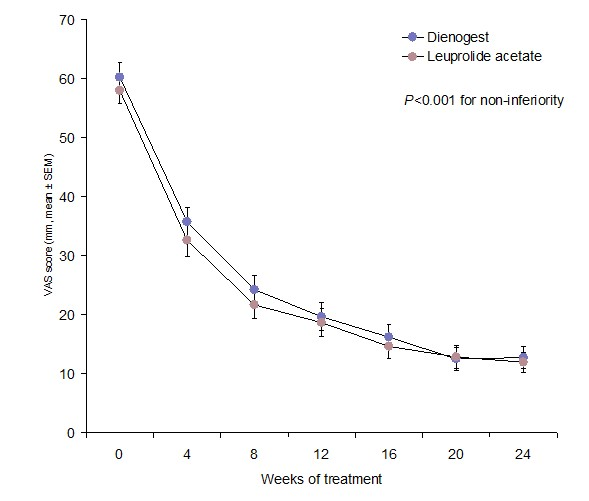 70
60
50
40
30
20
10
0
VAS score (mm, mean ± SEM)
Dienogest
Leuprolide acetate
P<0.001 for non-inferiority
0 4 8 12 16 20 24
Weeks of treatment